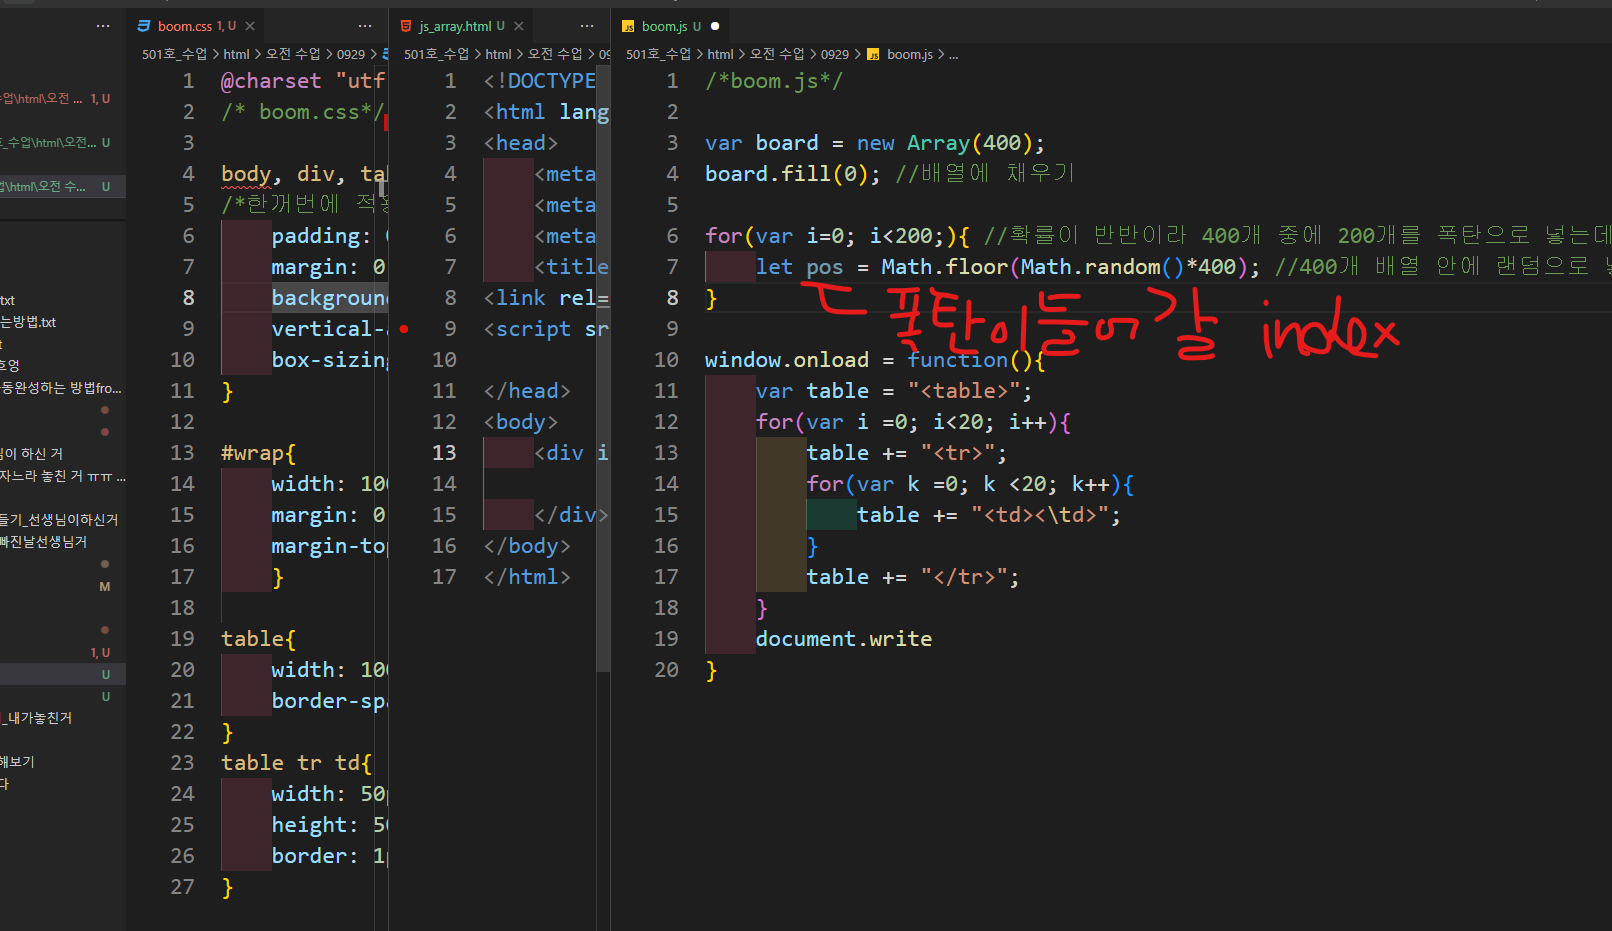 boom.css 1, U
501호_수업 > html > 오전 수업 > 0929 >
1 @charset "utf
2 /* boom.css*/
3
4 body, div, ta
5 /*한꺼번에 적용
6 padding: 0
7 margin: 0
8 background
9 vertical-a
10 box-sizing
11 }
12
13 #wrap{
14 width: 100
15 margin: 0
16 margin-top
17 }
18
19 table{
20 width: 100
21 border-spa
22 }
23 table tr td{
24 width: 50p
25 height: 50
26 border: 1p
27 }
js_array.html U
501호_수업 > html > 오전 수업 > 09
1 <!DOCTYPE
2 <html lang
3 <head>
4 <meta
5 <meta
6 <meta
7 <title
8 <link rel=
9 <script sr
10
11 </head>
12 <body>
13 <div i
14
15 </div>
16 </body>
17 </html>
boom.js U
501호_수업 > html > 오전 수업 > 0929 > boom.js > ...
1 /*boom.js*/
2
3 var board = new Array(400);
4 board.fill(0); //배열에 채우기
5
6 for(var i=0; i<200;){ //확률이 반반이라 400개 중에 200개를 폭탄으로 넣는데
7 let pos = Math.floor(Math.random()*400); //400개 배열 안에 랜덤으로
8 }
폭탄이들어갈 index
9
10 window.onload = function(){
11 var table = "<table>";
12 for(var i =0; i<20; i++){
13 table += "<tr>";
14 for(var k =0; k <20; k++){
15 table += "<td><\td>";
16 }
17 table += "</tr>";
18 }
19 document.write
20 }
수업\html\오전 ... 1, U
호_수업\html\오전... U
업\html\오전 수... U
txt
는방법.txt
t
흐엉
동완성하는 방법fro...
님이 하신 거
자느라 놓친 거 ㅠㅠ ...
들기_선생님이하신거
빠진날선생님거
M
1, U
U
U
_내가놓친거
해보기
다